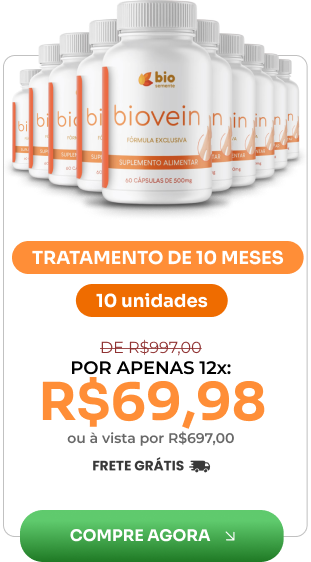 bio
semente
biovein
FÓRMULA EXCLUSIVA
SUPLEMENTO ALIMENTAR
60 CÁPSULAS DE 500mg
TRATAMENTO DE 10 MESES
10 unidades
DE R$997,00
POR APENAS 12x:
R$69,98
ou à vista por R$697,00
FRETE GRÁTIS
COMPRE AGORA